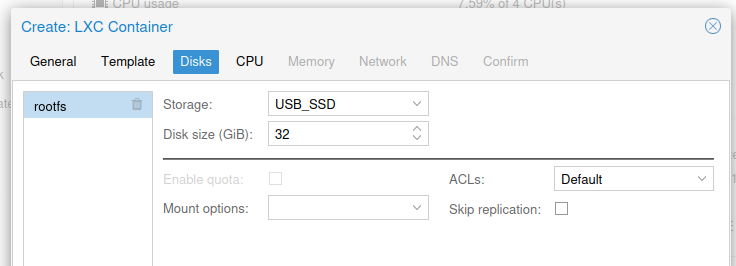 CPU usage
7.59% of 4 CPU(s)
Create: LXC Container
General Template Disks CPU Memory Network DNS Confirm
rootfs
Storage: USB_SSD
Disk size (GiB): 32
Enable quota:
ACLs: Default
Mount options:
Skip replication: